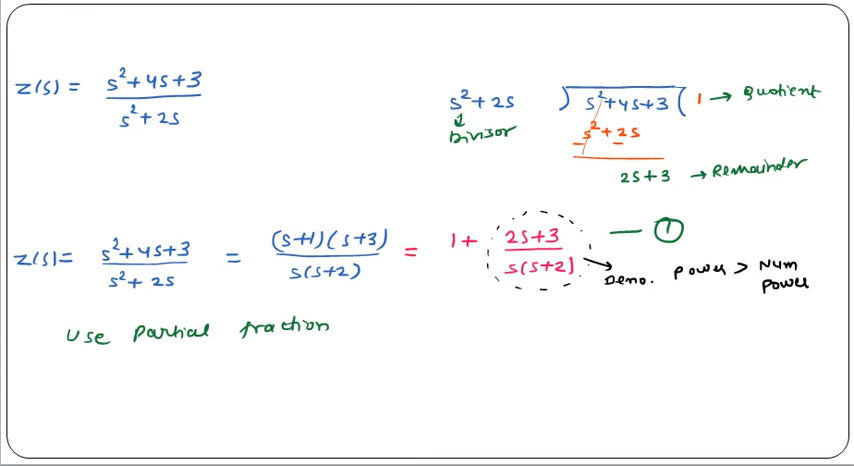 Z(s) = s²+4s+3 / s²+2s
s²+2s ) s²+4s+3 ( 1 → Quotient
↓
Divisor
s²+2s
− −
2s+3 → Remainder
Z(s) = s²+4s+3 / s²+2s = (s+1)(s+3) / s(s+2) = 1 + 2s+3 / s(s+2) — ①
Deno. power > Num power
Use Partial fraction